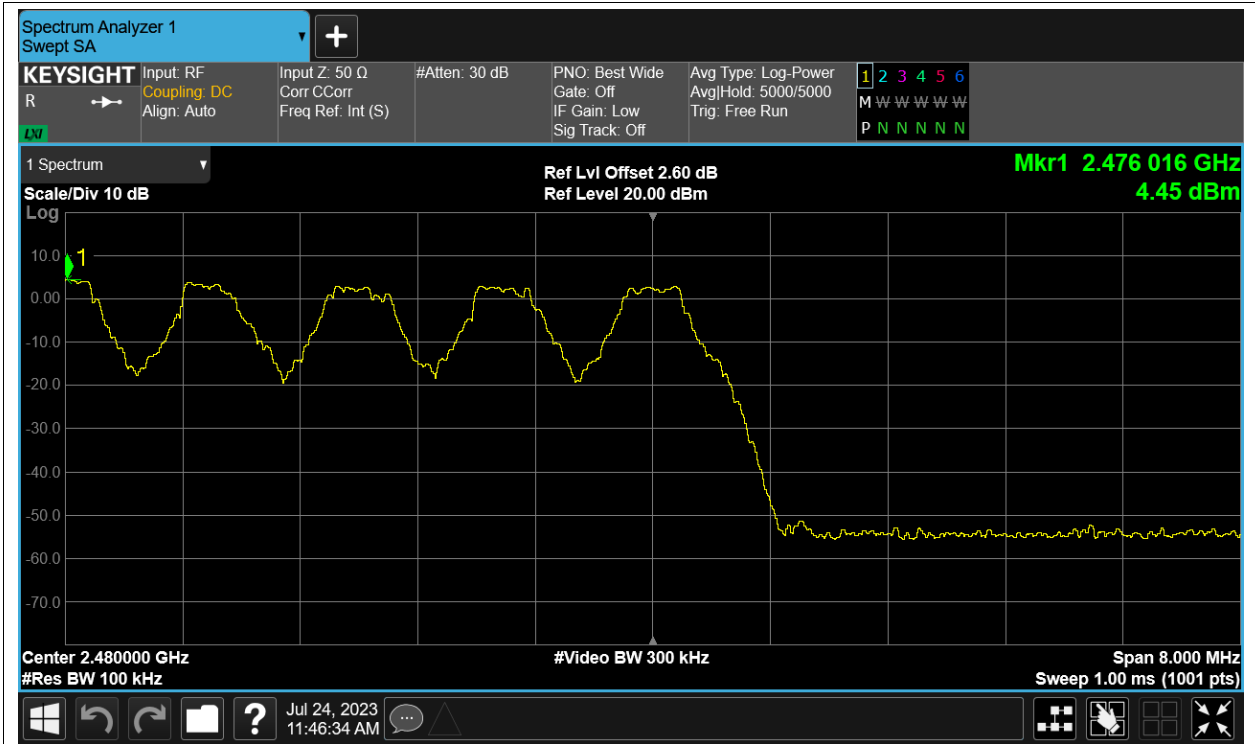 Spectrum Analyzer 1
Swept SA
KEYSIGHT
R
LXI
Input: RF
Coupling: DC
Align: Auto
Input Z: 50 Ω
Corr CCorr
Freq Ref: Int (S)
#Atten: 30 dB
PNO: Best Wide
Gate: Off
IF Gain: Low
Sig Track: Off
Avg Type: Log-Power
Avg|Hold: 5000/5000
Trig: Free Run
1 2 3 4 5 6
M W W W W W
P N N N N N
1 Spectrum
Scale/Div 10 dB
Log
Ref Lvl Offset 2.60 dB
Ref Level 20.00 dBm
Mkr1 2.476 016 GHz
4.45 dBm
1
10.0
0.00
-10.0
-20.0
-30.0
-40.0
-50.0
-60.0
-70.0
Center 2.480000 GHz
#Video BW 300 kHz
Span 8.000 MHz
#Res BW 100 kHz
Sweep 1.00 ms (1001 pts)
?
Jul 24, 2023
11:46:34 AM